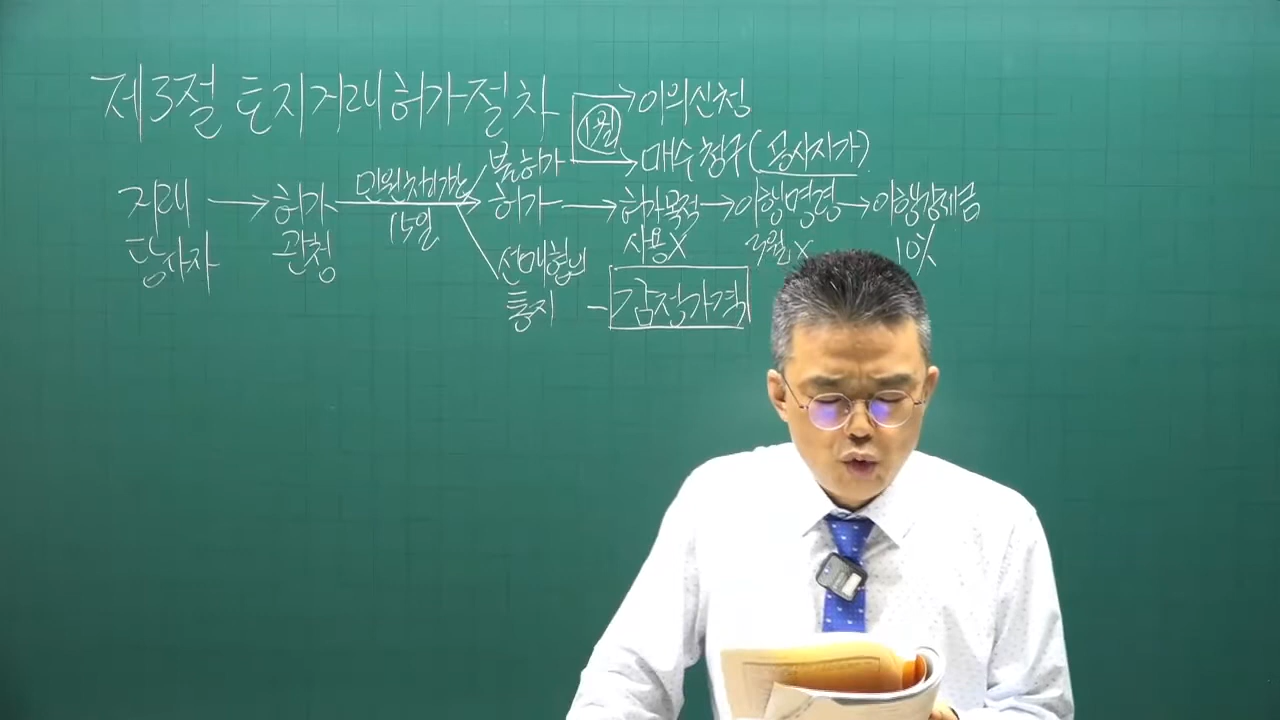 제3절 토지거래허가절차
1월
이의신청
매수청구(공시지가)
거래 당사자
허가 관청
민원처리기간
15일
불허가
허가
선매협의 통지
허가목적 사용X
이행명령
3월X
이행강제금
10%
감정가격